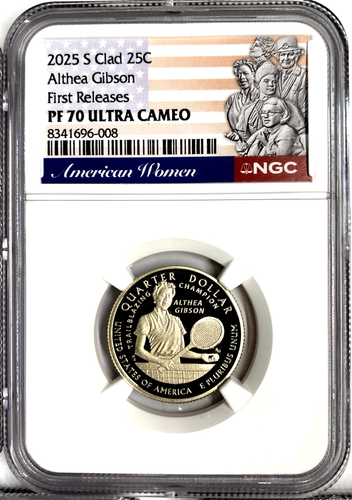 2025 S Clad 25C
Althea Gibson
First Releases
PF 70 ULTRA CAMEO
8341696-008
American Women
NGC
QUARTER DOLLAR
TRAILBLAZING CHAMPION
ALTHEA
GIBSON
UNITED STATES OF AMERICA
E PLURIBUS UNUM